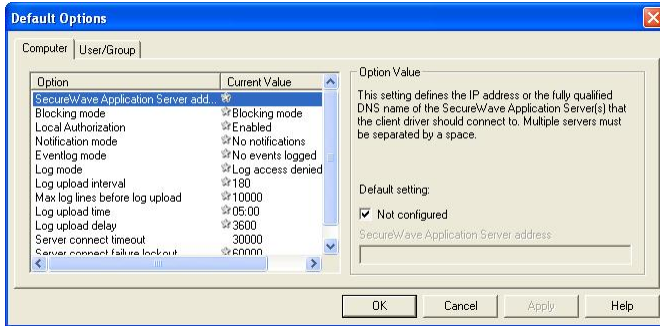 Default Options
Computer User/Group
Option Current Value
SecureWave Application Server add...
Blocking mode Blocking mode
Local Authorization Enabled
Notification mode No notifications
Eventlog mode No events logged
Log mode Log access denied
Log upload interval 180
Max log lines before log upload 10000
Log upload time 05:00
Log upload delay 3600
Server connect timeout 30000
Server connect failure lockout 60000
Option Value
This setting defines the IP address or the fully qualified
DNS name of the SecureWave Application Server(s) that
the client driver should connect to. Multiple servers must
be separated by a space.
Default setting:
Not configured
SecureWave Application Server address
OK Cancel Apply Help